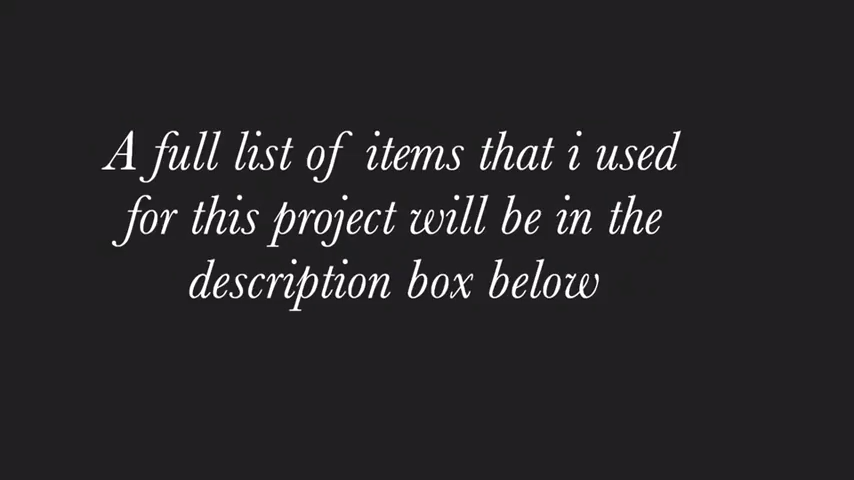 A full list of items that i used
for this project will be in the
description box below